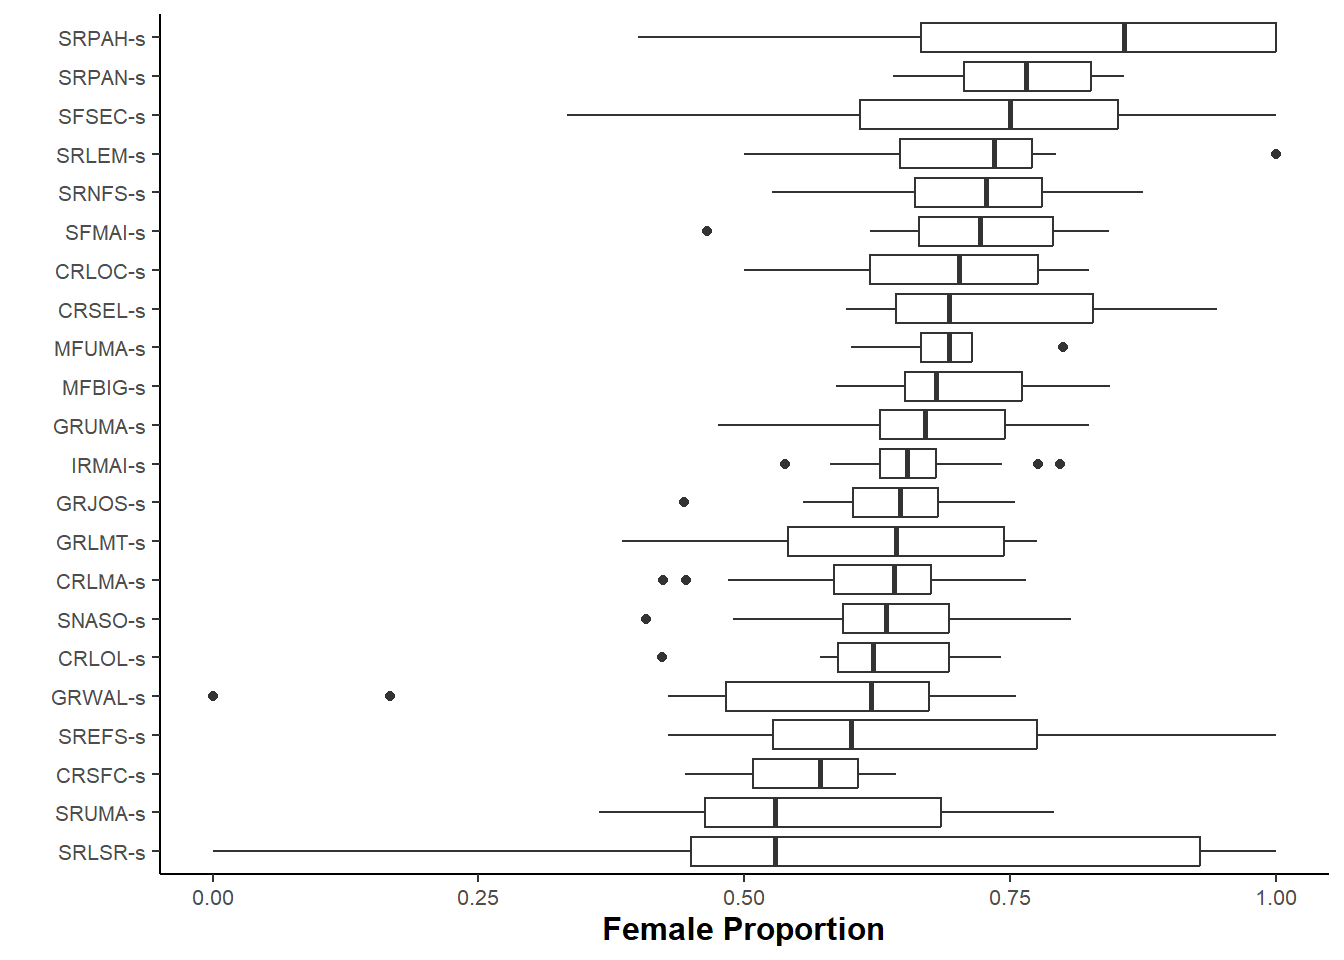 SRPAH-s
SRPAN-s
SFSEC-s
SRLEM-s
SRNFS-s
SFMAI-s
CRLOC-s
CRSEL-s
MFUMA-s
MFBIG-s
GRUMA-s
IRMAI-s
GRJOS-s
GRLMT-s
CRLMA-s
SNASO-s
CRLOL-s
GRWAL-s
SREFS-s
CRSFC-s
SRUMA-s
SRLSR-s
0.00 0.25 0.50 0.75 1.00
Female Proportion